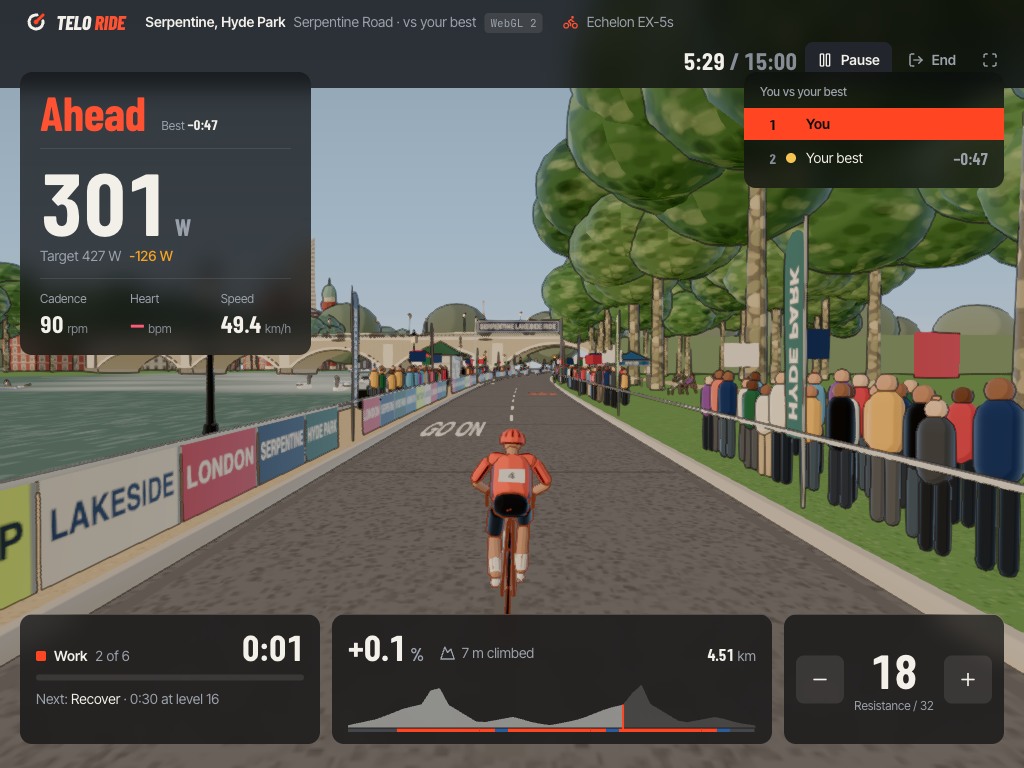 TELO RIDE Serpentine, Hyde Park Serpentine Road · vs your best WebGL 2 Echelon EX-5s
5:29 / 15:00 Pause End
Ahead Best –0:47
301 W
Target 427 W -126 W
Cadence Heart Speed
90 rpm – bpm 49.4 km/h
You vs your best
1 You
2 Your best –0:47
SERPENTINE LAKESIDE RIDE
HYDE PARK
GO ON
P LAKESIDE LONDON SERPENTINE HYDE PARK
4
Work 2 of 6 0:01
Next: Recover · 0:30 at level 16
+0.1 % 7 m climbed 4.51 km
− 18 +
Resistance / 32